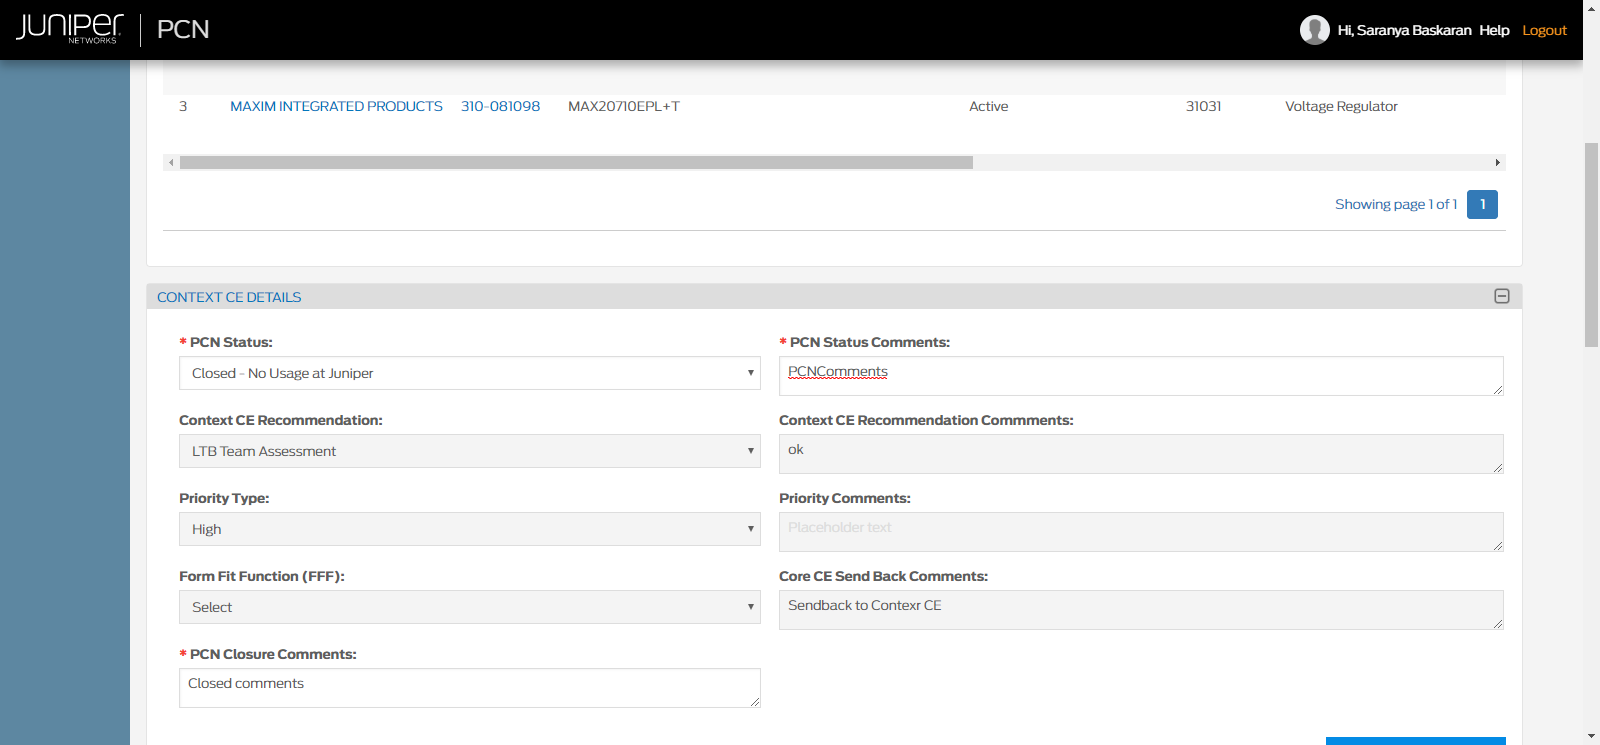 JUNIPEr
NETWORKS
PCN
Hi, Saranya Baskaran Help Logout
3 MAXIM INTEGRATED PRODUCTS 310-081098 MAX20710EPL+T Active 31031 Voltage Regulator
Showing page 1 of 1 1
CONTEXT CE DETAILS
* PCN Status: * PCN Status Comments:
Closed - No Usage at Juniper PCNComments
Context CE Recommendation: Context CE Recommendation Commments:
LTB Team Assessment ok
Priority Type: Priority Comments:
High Placeholder text
Form Fit Function (FFF): Core CE Send Back Comments:
Select Sendback to Contexr CE
* PCN Closure Comments:
Closed comments